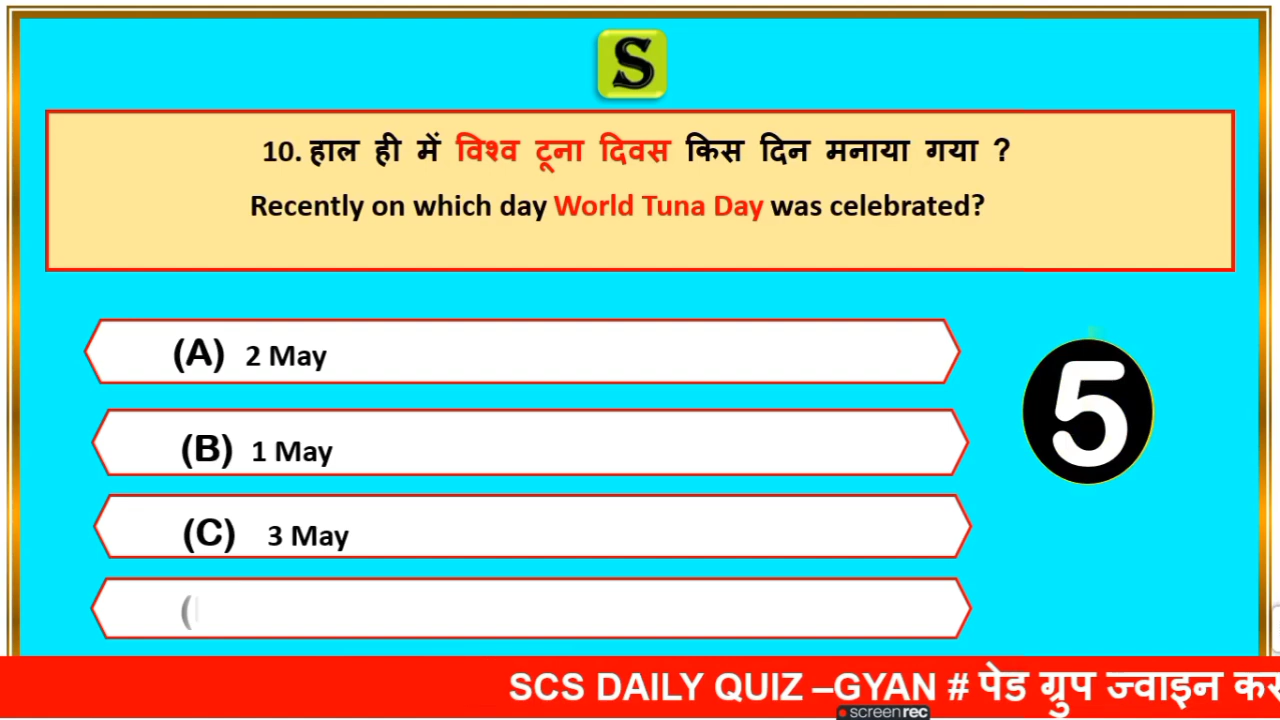 S
10. हाल ही में विश्व टूना दिवस किस दिन मनाया गया ?
Recently on which day World Tuna Day was celebrated?
(A) 2 May
(B) 1 May
5
(C) 3 May
(
SCS DAILY QUIZ –GYAN # पेड ग्रुप ज्वाइन
screenrec